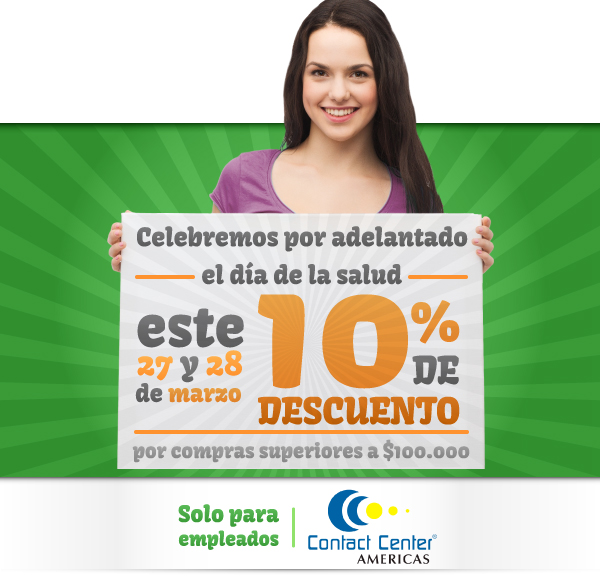 Celebremos por adelantado
el día de la salud
este
27 y 28
de marzo
10%
DE
DESCUENTO
por compras superiores a $100.000
Solo para
empleados
Contact Center®
AMERICAS